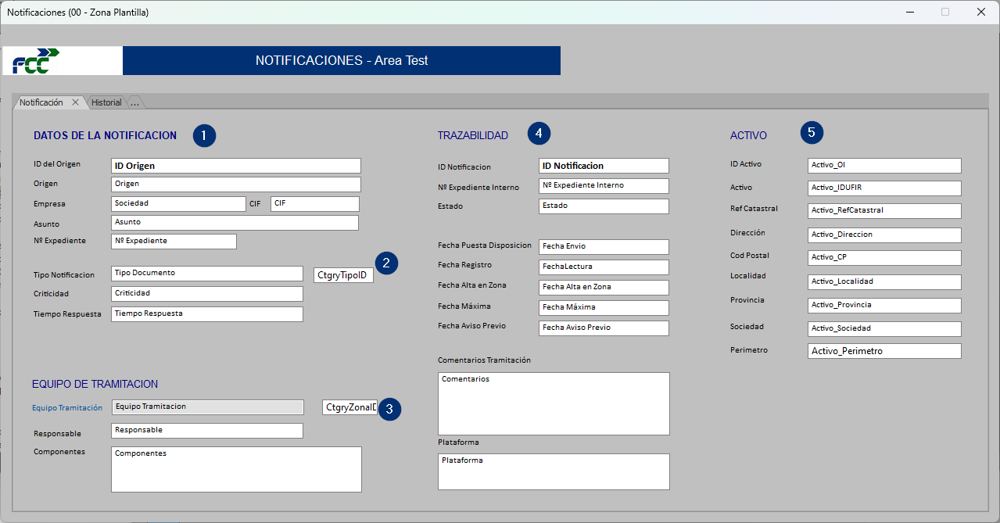 Notificaciones (00 - Zona Plantilla)
FCC
NOTIFICACIONES - Area Test
Notificación
Historial
...
DATOS DE LA NOTIFICACION
1
ID del Origen
ID Origen
Origen
Origen
Empresa
Sociedad
CIF
CIF
Asunto
Asunto
Nº Expediente
Nº Expediente
Tipo Notificacion
Tipo Documento
CtgryTipoID
2
Criticidad
Criticidad
Tiempo Respuesta
Tiempo Respuesta
EQUIPO DE TRAMITACION
Equipo Tramitación
Equipo Tramitacion
CtgryZonaID
3
Responsable
Responsable
Componentes
Componentes
TRAZABILIDAD
4
ID Notificacion
ID Notificacion
Nº Expediente Interno
Nº Expediente Interno
Estado
Estado
Fecha Puesta Disposicion
Fecha Envio
Fecha Registro
FechaLectura
Fecha Alta en Zona
Fecha Alta en Zona
Fecha Máxima
Fecha Máxima
Fecha Aviso Previo
Fecha Aviso Previo
Comentarios Tramitación
Comentarios
Plataforma
Plataforma
ACTIVO
5
ID Activo
Activo_OI
Activo
Activo_IDUFIR
Ref Catastral
Activo_RefCatastral
Dirección
Activo_Direccion
Cod Postal
Activo_CP
Localidad
Activo_Localidad
Provincia
Activo_Provincia
Sociedad
Activo_Sociedad
Perimetro
Activo_Perimetro